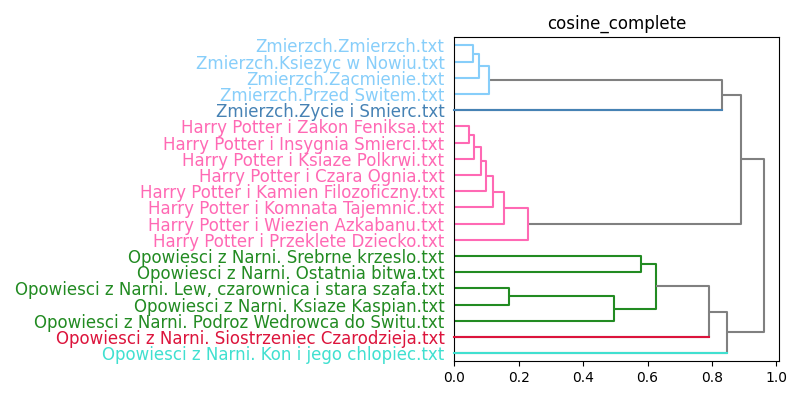 cosine_complete
Zmierzch.Zmierzch.txt
Zmierzch.Ksiezyc w Nowiu.txt
Zmierzch.Zacmienie.txt
Zmierzch.Przed Switem.txt
Zmierzch.Zycie i Smierc.txt
Harry Potter i Zakon Feniksa.txt
Harry Potter i Insygnia Smierci.txt
Harry Potter i Ksiaze Polkrwi.txt
Harry Potter i Czara Ognia.txt
Harry Potter i Kamien Filozoficzny.txt
Harry Potter i Komnata Tajemnic.txt
Harry Potter i Wiezien Azkabanu.txt
Harry Potter i Przeklete Dziecko.txt
Opowiesci z Narni. Srebrne krzeslo.txt
Opowiesci z Narni. Ostatnia bitwa.txt
Opowiesci z Narni. Lew, czarownica i stara szafa.txt
Opowiesci z Narni. Ksiaze Kaspian.txt
Opowiesci z Narni. Podroz Wedrowca do Switu.txt
Opowiesci z Narni. Siostrzeniec Czarodzieja.txt
Opowiesci z Narni. Kon i jego chlopiec.txt
0.0 0.2 0.4 0.6 0.8 1.0